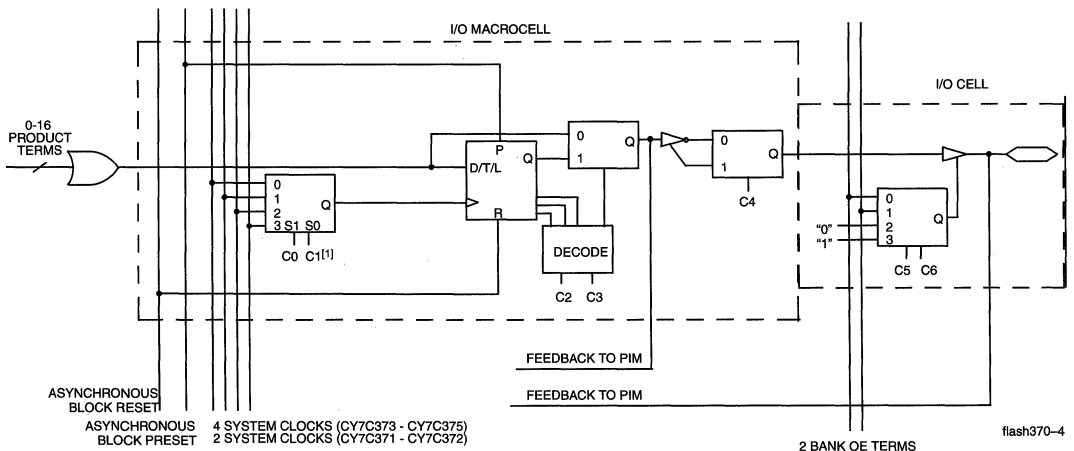 I/O MACROCELL
I/O CELL
0-16
PRODUCT
TERMS
P
D/T/L
Q
R
0
1
Q
0
1
Q
C4
0
1
2
3
S1 S0
Q
C0 C1[1]
DECODE
C2 C3
0
1
2
3
Q
"0"
"1"
C5 C6
FEEDBACK TO PIM
FEEDBACK TO PIM
ASYNCHRONOUS
BLOCK RESET
ASYNCHRONOUS
BLOCK PRESET
4 SYSTEM CLOCKS (CY7C373 - CY7C375)
2 SYSTEM CLOCKS (CY7C371 - CY7C372)
2 BANK OE TERMS
flash370-4